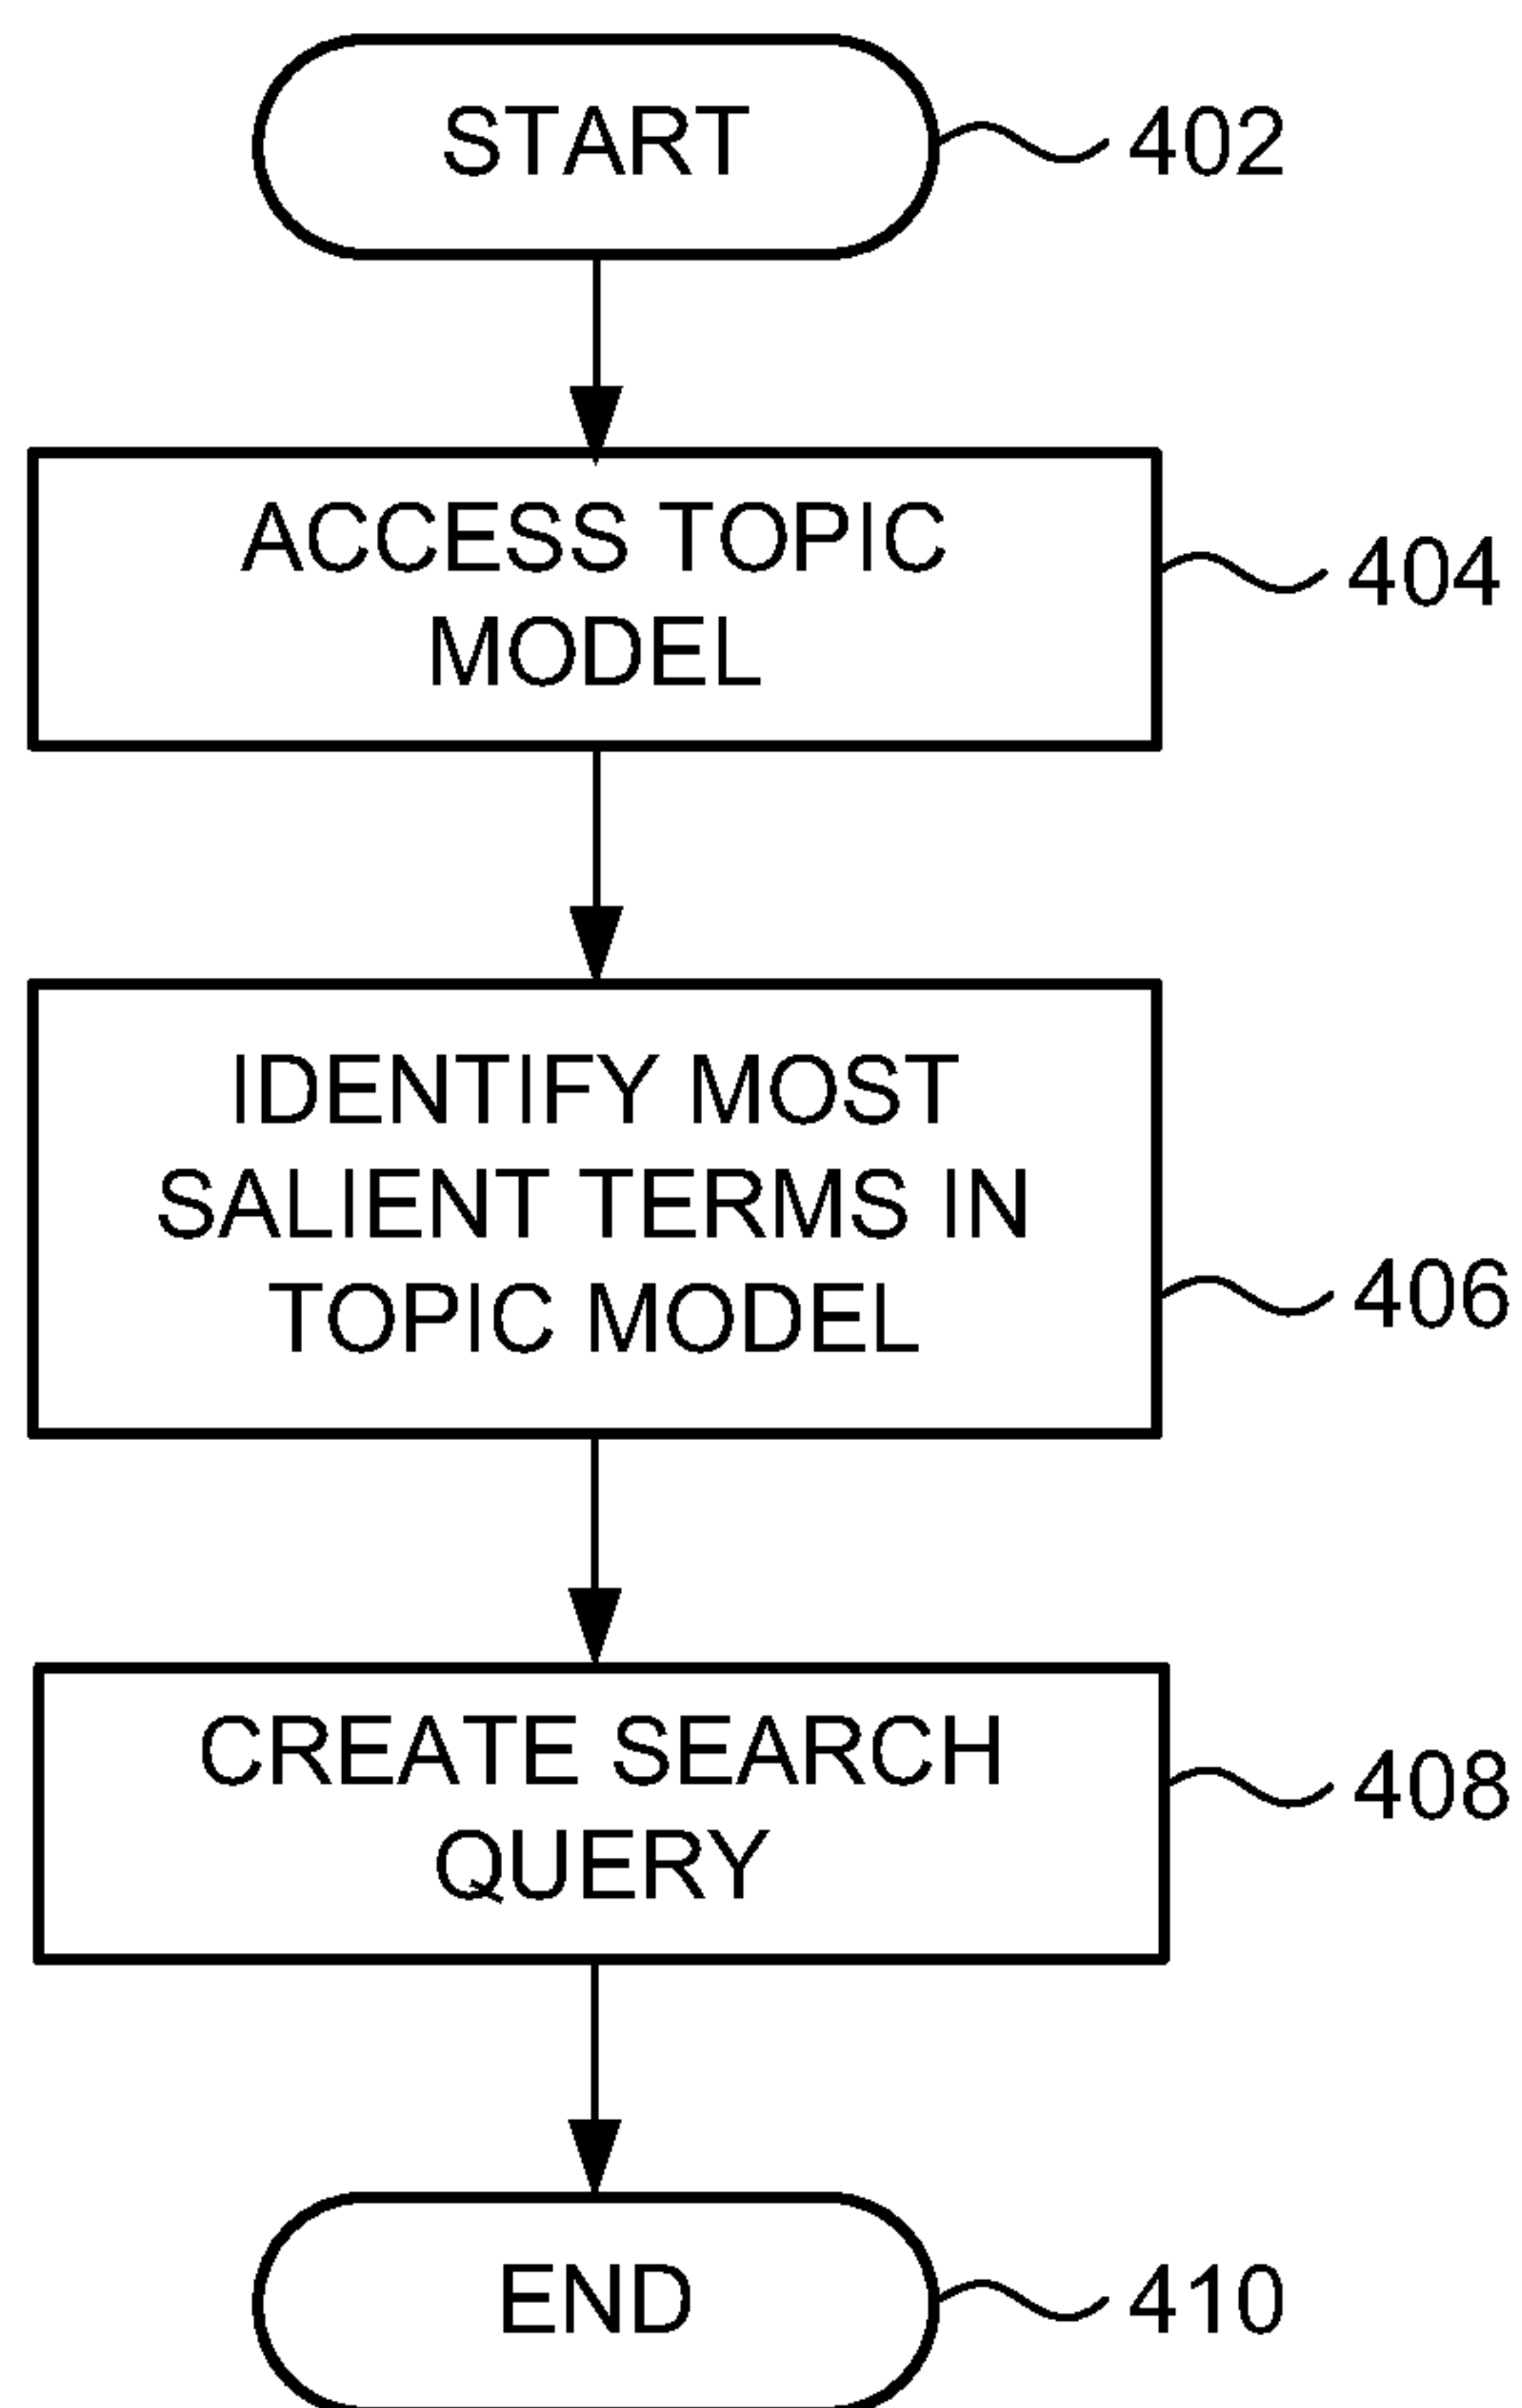 START
402
ACCESS TOPIC
MODEL
404
IDENTIFY MOST
SALIENT TERMS IN
TOPIC MODEL
406
CREATE SEARCH
QUERY
408
END
410